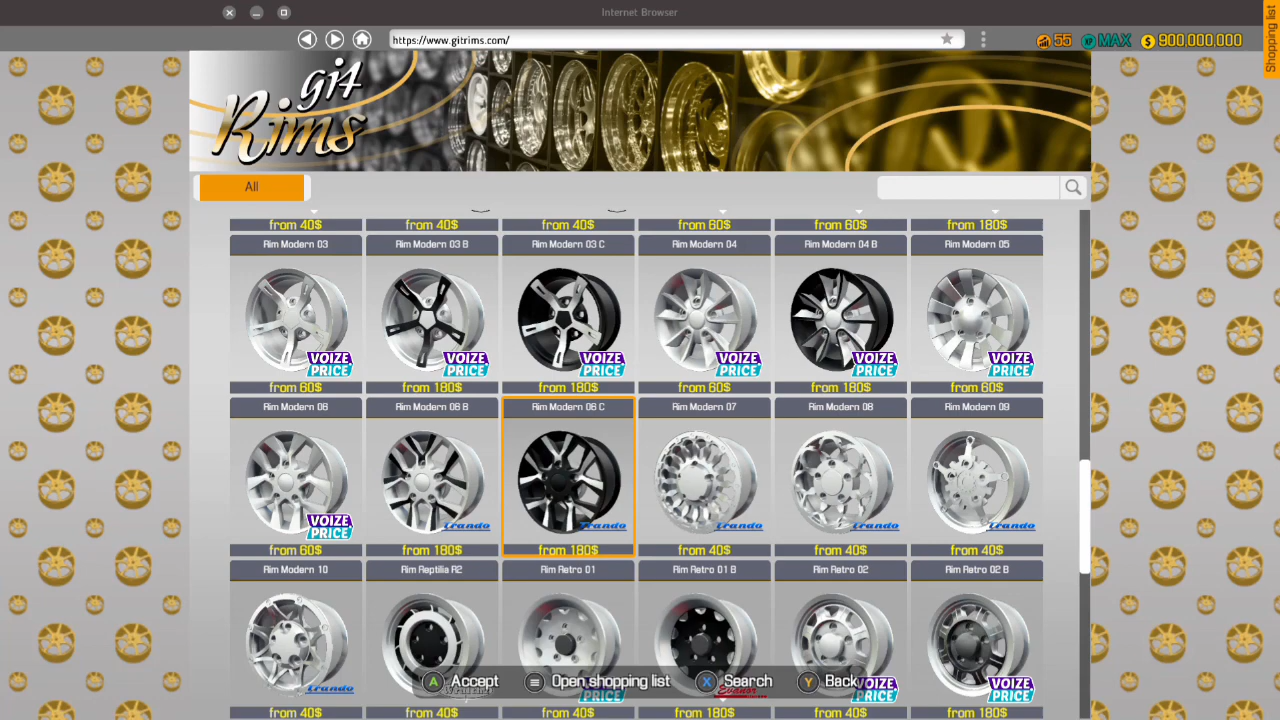 Internet Browser
Shopping list
https://www.gitrims.com/
55 XP MAX $ 900,000,000
git
Rims
All
from 40$ from 40$ from 40$ from 60$ from 60$ from 180$
Rim Modern 03 Rim Modern 03 B Rim Modern 03 C Rim Modern 04 Rim Modern 04 B Rim Modern 05
VOIZE PRICE VOIZE PRICE VOIZE PRICE VOIZE PRICE VOIZE PRICE VOIZE PRICE
from 60$ from 180$ from 180$ from 60$ from 180$ from 60$
Rim Modern 06 Rim Modern 06 B Rim Modern 06 C Rim Modern 07 Rim Modern 08 Rim Modern 09
VOIZE PRICE Trando Trando Trando Trando Trando
from 60$ from 180$ from 180$ from 40$ from 40$ from 40$
Rim Modern 10 Rim Reptilia R2 Rim Retro 01 Rim Retro 01 B Rim Retro 02 Rim Retro 02 B
A Accept Open shopping list X Search Y Back
Trando PRICE Evanor VOIZE PRICE VOIZE PRICE
from 40$ from 40$ from 40$ from 180$ from 40$ from 180$